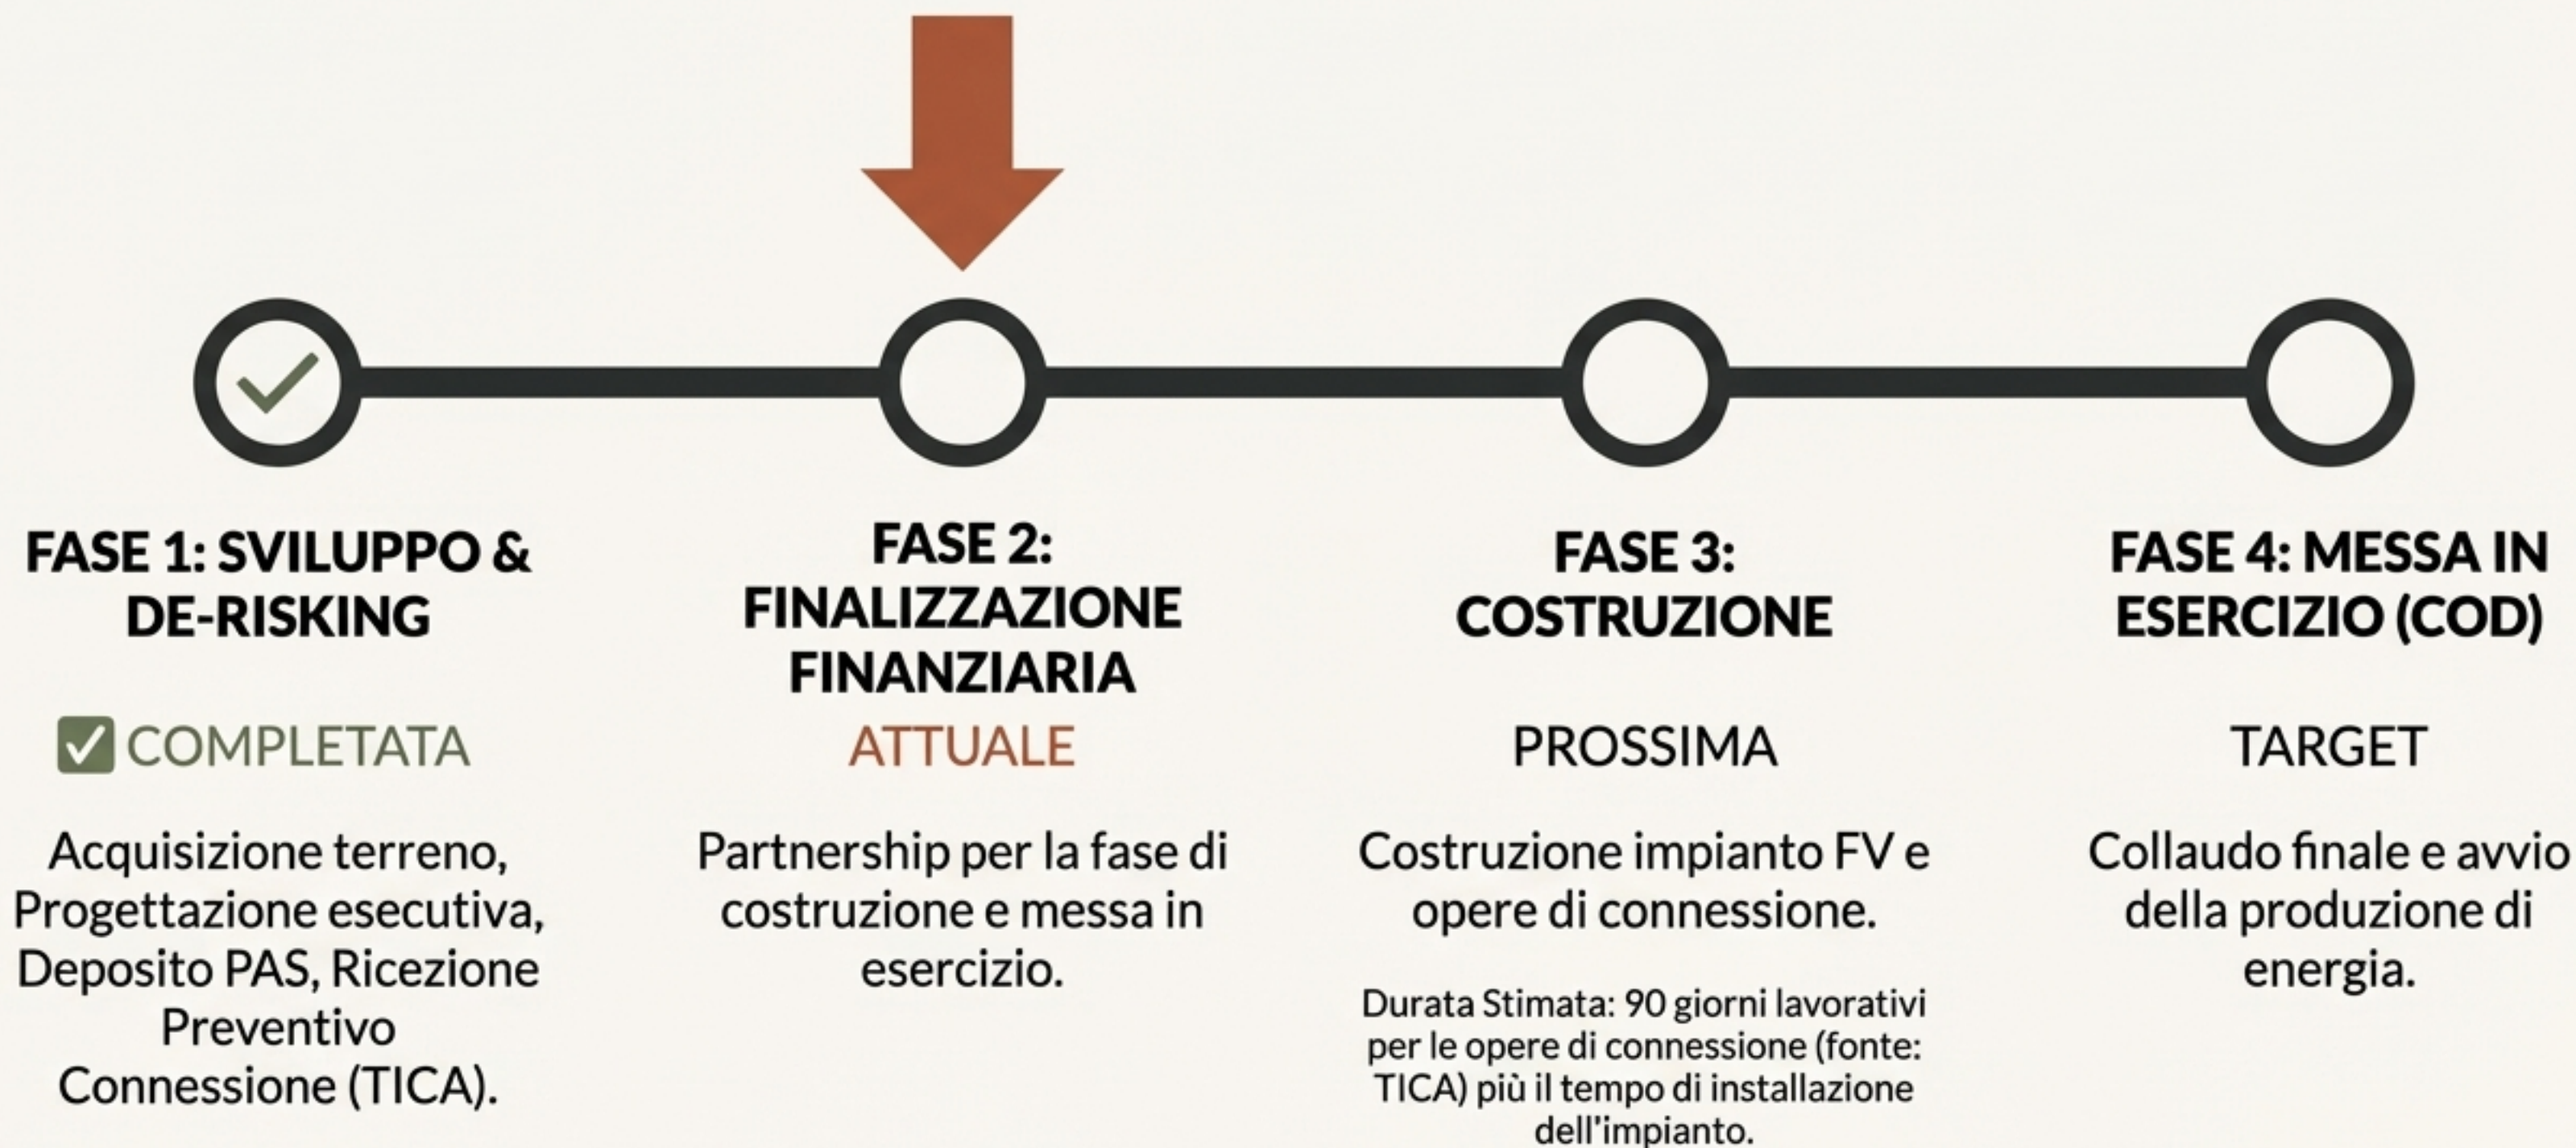 FASE 1: SVILUPPO &
DE-RISKING
COMPLETATA
Acquisizione terreno,
Progettazione esecutiva,
Deposito PAS, Ricezione
Preventivo
Connessione (TICA).
FASE 2:
FINALIZZAZIONE
FINANZIARIA
ATTUALE
Partnership per la fase di
costruzione e messa in
esercizio.
FASE 3:
COSTRUZIONE
PROSSIMA
Costruzione impianto FV e
opere di connessione.
Durata Stimata: 90 giorni lavorativi
per le opere di connessione (fonte:
TICA) più il tempo di installazione
dell'impianto.
FASE 4: MESSA IN
ESERCIZIO (COD)
TARGET
Collaudo finale e avvio
della produzione di
energia.